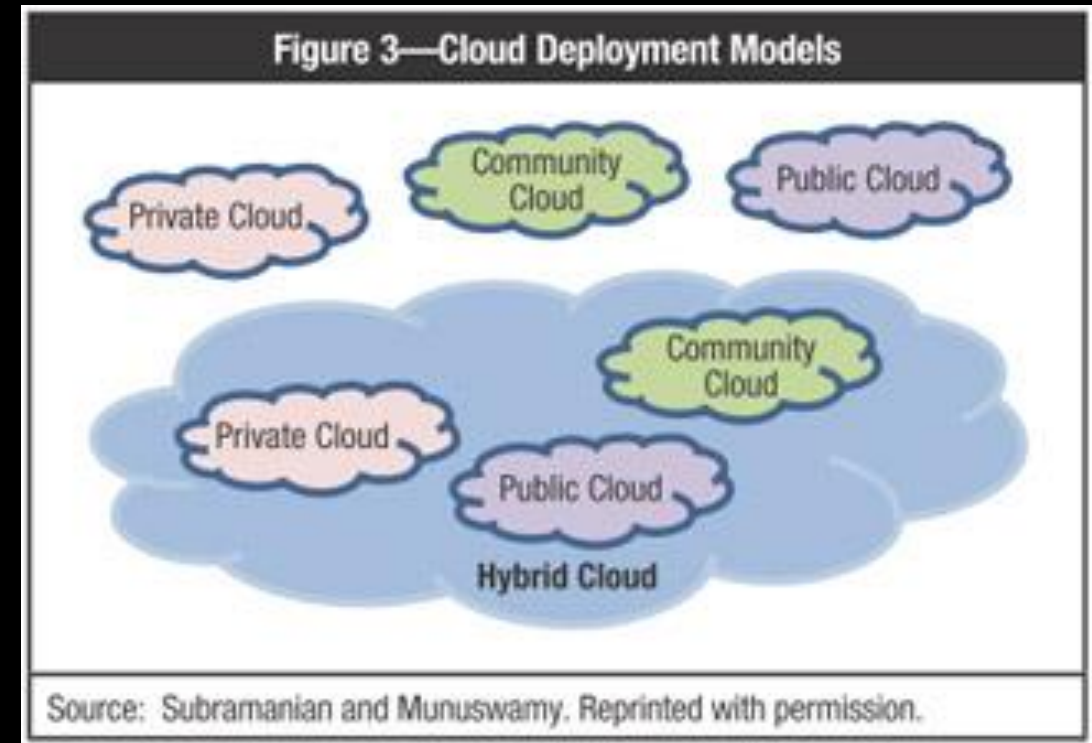 Figure 3—Cloud Deployment Models
Private Cloud
Community
Cloud
Public Cloud
Community
Cloud
Private Cloud
Public Cloud
Hybrid Cloud
Source: Subramanian and Munuswamy. Reprinted with permission.